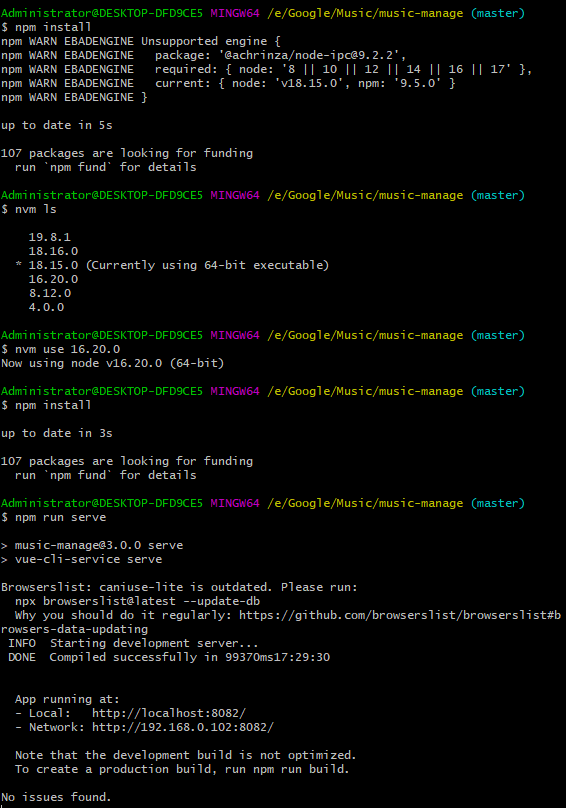 Administrator@DESKTOP-DFD9CE5 MINGW64 /e/Google/Music/music-manage (master)
$ npm install
npm WARN EBADENGINE Unsupported engine {
npm WARN EBADENGINE   package: '@achrinza/node-ipc@9.2.2',
npm WARN EBADENGINE   required: { node: '8 || 10 || 12 || 14 || 16 || 17' },
npm WARN EBADENGINE   current: { node: 'v18.15.0', npm: '9.5.0' }
npm WARN EBADENGINE }

up to date in 5s

107 packages are looking for funding
  run `npm fund` for details

Administrator@DESKTOP-DFD9CE5 MINGW64 /e/Google/Music/music-manage (master)
$ nvm ls

    19.8.1
    18.16.0
  * 18.15.0 (Currently using 64-bit executable)
    16.20.0
    8.12.0
    4.0.0

Administrator@DESKTOP-DFD9CE5 MINGW64 /e/Google/Music/music-manage (master)
$ nvm use 16.20.0
Now using node v16.20.0 (64-bit)

Administrator@DESKTOP-DFD9CE5 MINGW64 /e/Google/Music/music-manage (master)
$ npm install

up to date in 3s

107 packages are looking for funding
  run `npm fund` for details

Administrator@DESKTOP-DFD9CE5 MINGW64 /e/Google/Music/music-manage (master)
$ npm run serve

> music-manage@3.0.0 serve
> vue-cli-service serve

Browserslist: caniuse-lite is outdated. Please run:
  npx browserslist@latest --update-db
  Why you should do it regularly: https://github.com/browserslist/browserslist#b
rowsers-data-updating
 INFO  Starting development server...
 DONE  Compiled successfully in 99370ms17:29:30


  App running at:
  - Local:   http://localhost:8082/
  - Network: http://192.168.0.102:8082/

  Note that the development build is not optimized.
  To create a production build, run npm run build.

No issues found.